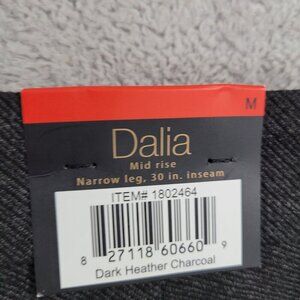 M
Dalia
Mid rise
Narrow leg, 30 in. inseam
ITEM# 1802464
8 27118 60660 9
Dark Heather Charcoal